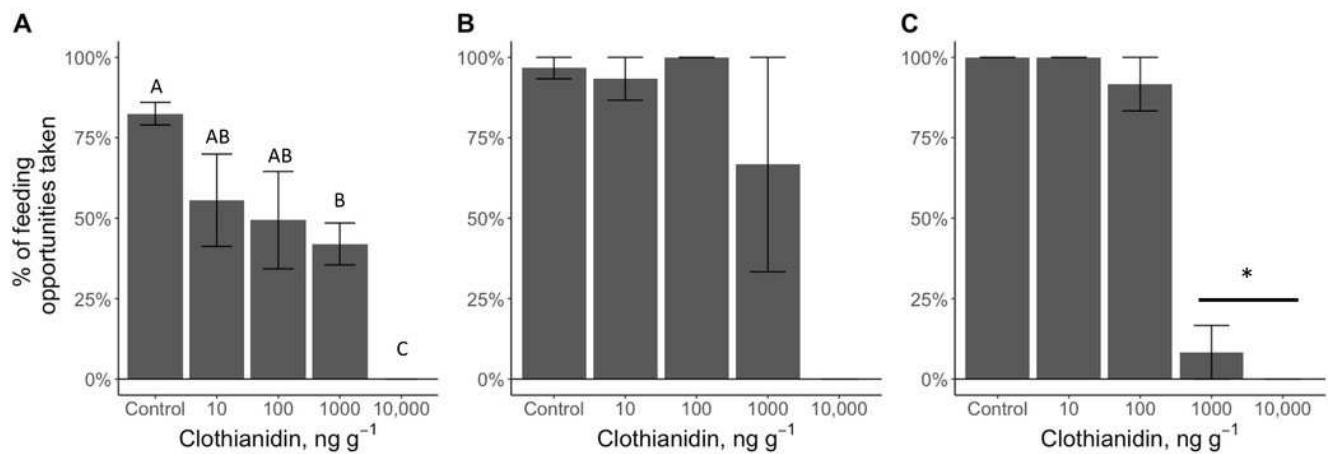 A
B
C
% of feeding
opportunities taken
100%
75%
50%
25%
0%
A
AB
AB
B
C
Control
10
100
1000
10,000
Clothianidin, ng g⁻¹
100%
75%
50%
25%
0%
Control
10
100
1000
10,000
Clothianidin, ng g⁻¹
100%
75%
50%
25%
0%
*
Control
10
100
1000
10,000
Clothianidin, ng g⁻¹